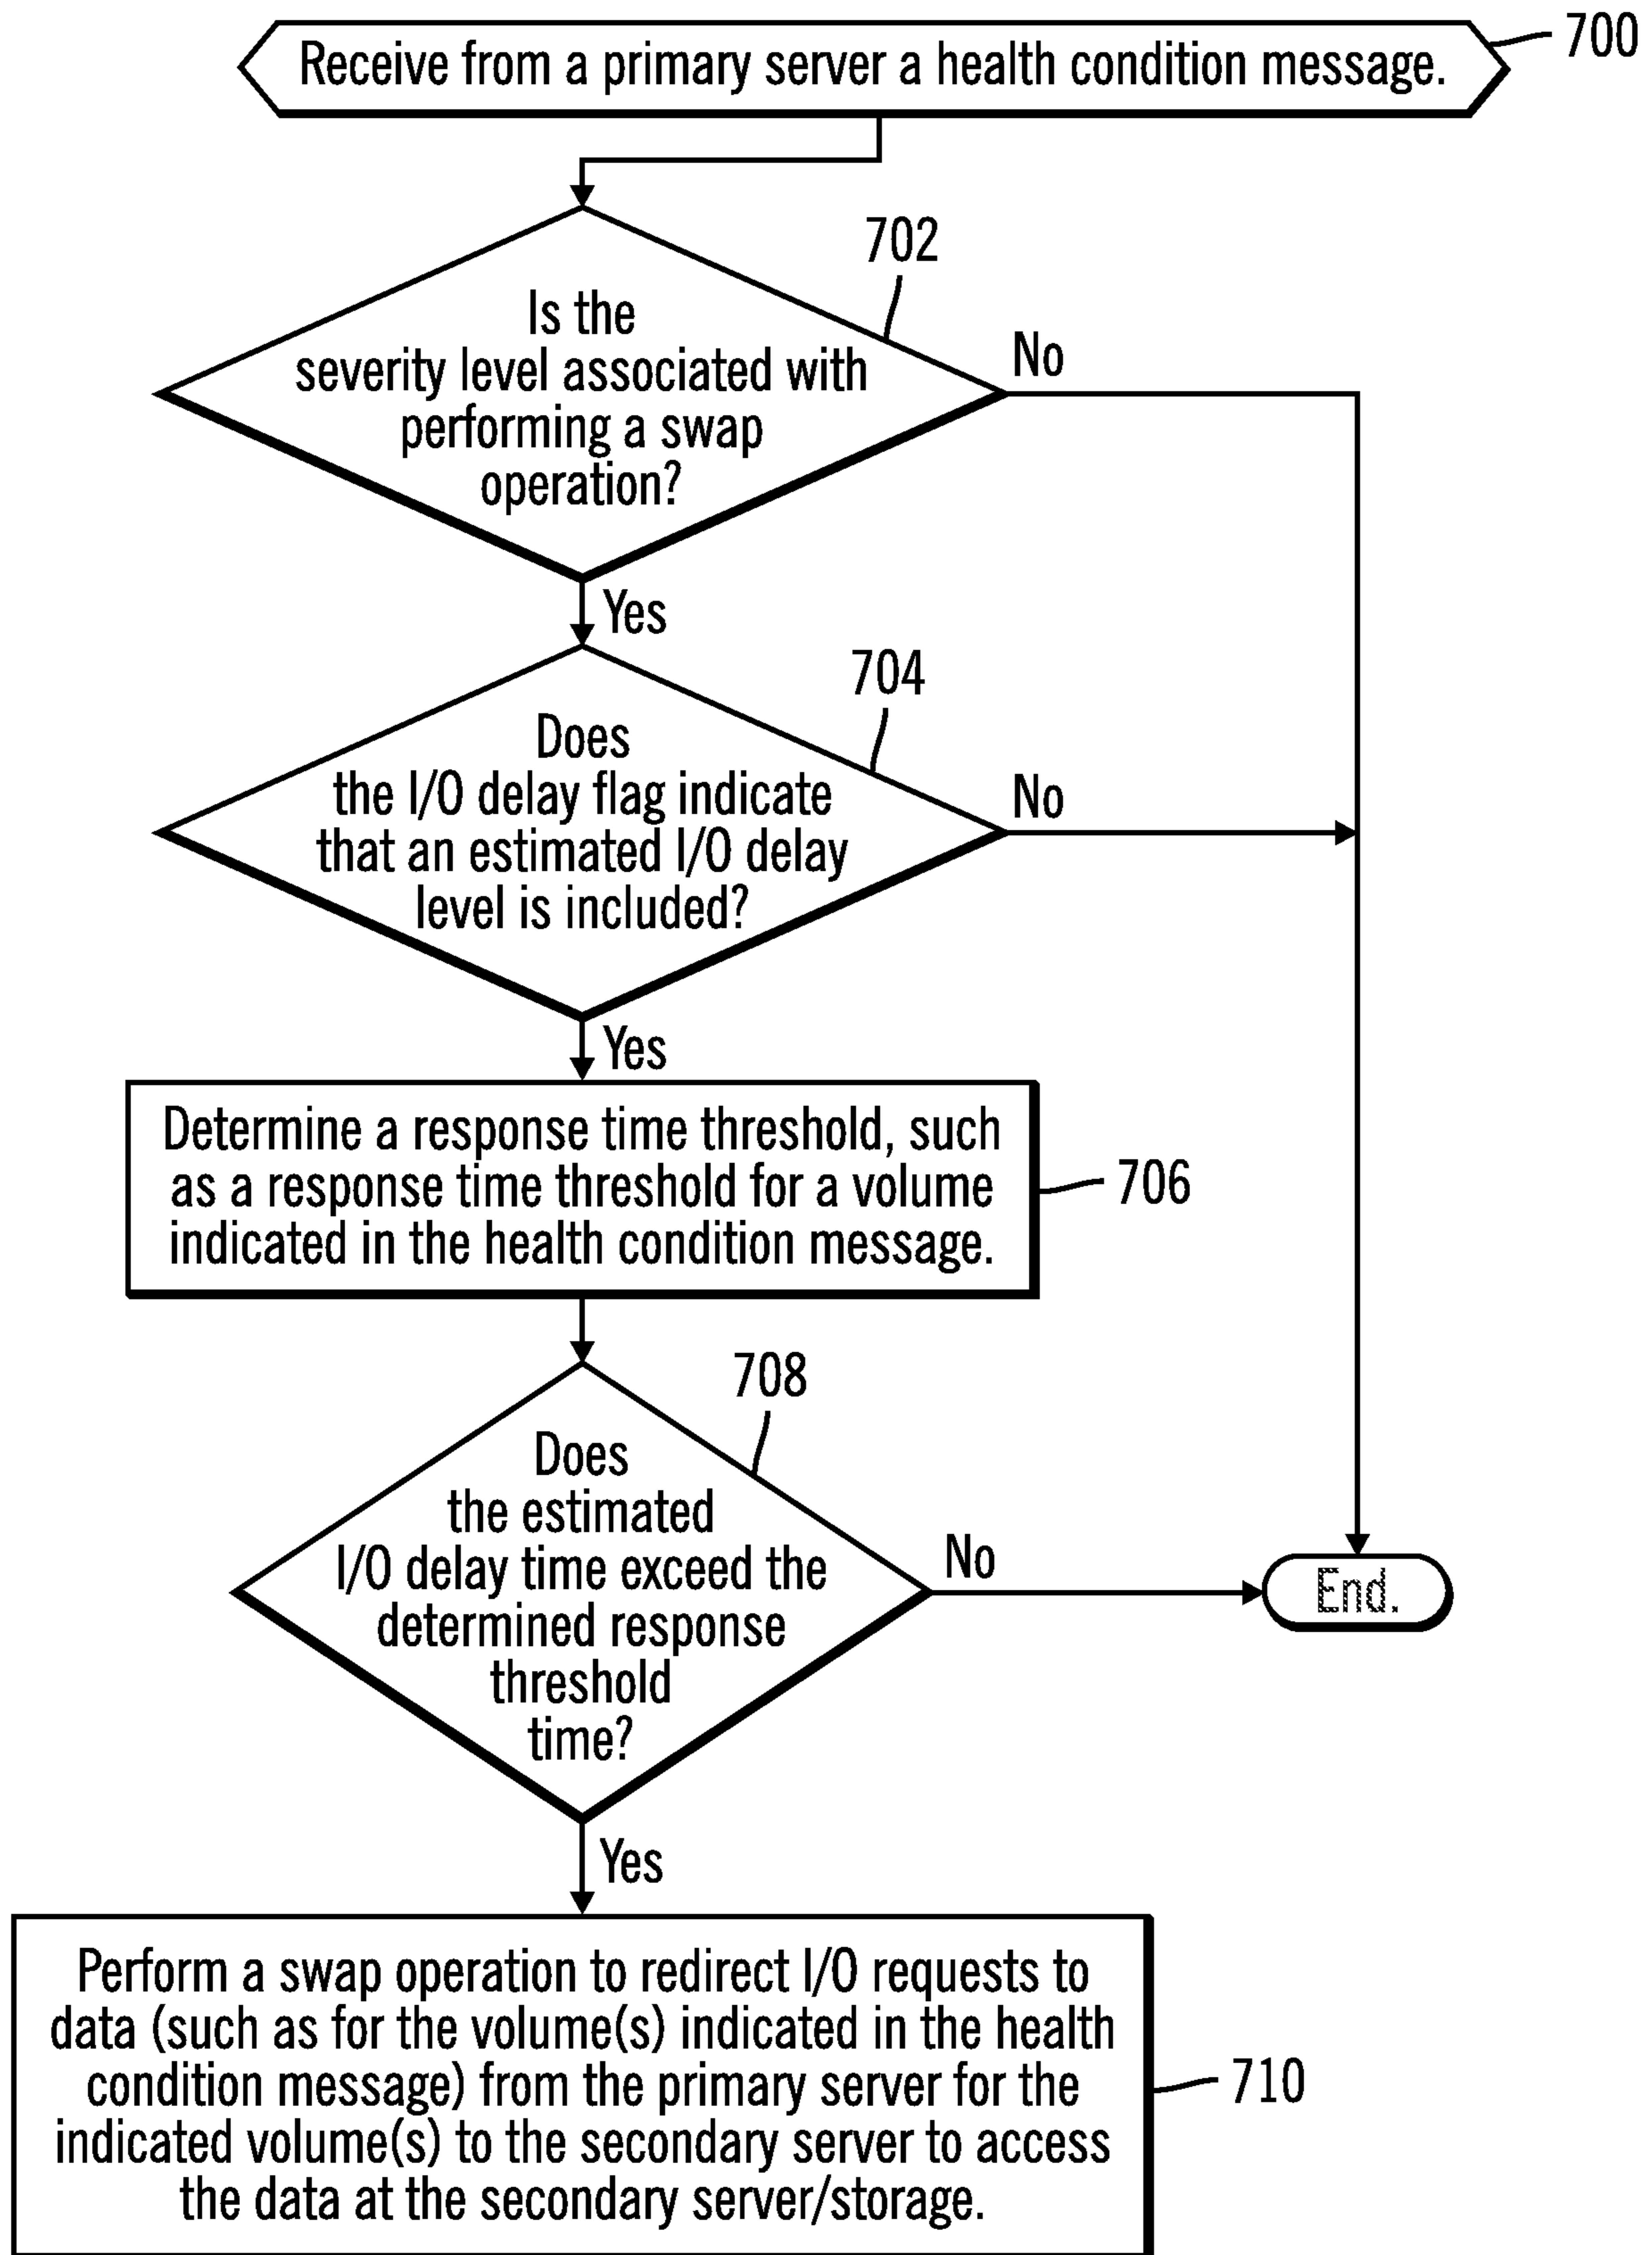 Receive from a primary server a health condition message.
700
702
Is the
severity level associated with
performing a swap
operation?
No
Yes
704
Does
the I/O delay flag indicate
that an estimated I/O delay
level is included?
No
Yes
Determine a response time threshold, such
as a response time threshold for a volume
indicated in the health condition message.
706
708
Does
the estimated
I/O delay time exceed the
determined response
threshold
time?
No
End.
Yes
Perform a swap operation to redirect I/O requests to
data (such as for the volume(s) indicated in the health
condition message) from the primary server for the
indicated volume(s) to the secondary server to access
the data at the secondary server/storage.
710